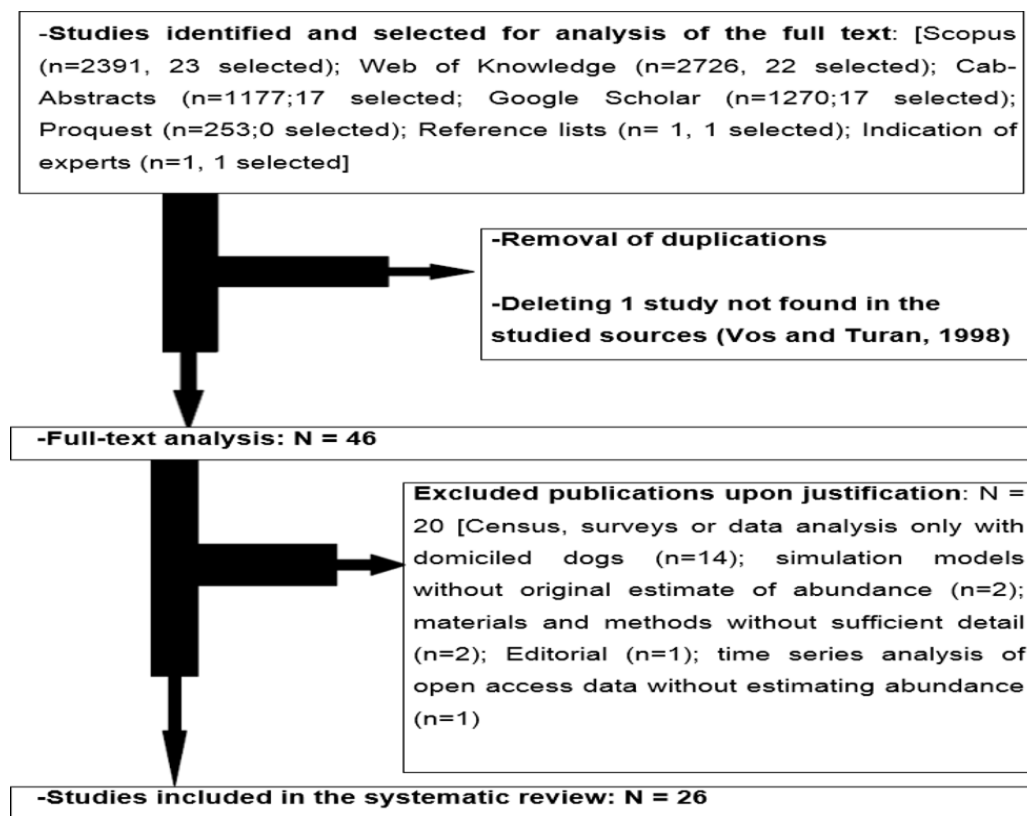 -Studies identified and selected for analysis of the full text: [Scopus
(n=2391, 23 selected); Web of Knowledge (n=2726, 22 selected); Cab-
Abstracts (n=1177;17 selected; Google Scholar (n=1270;17 selected);
Proquest (n=253;0 selected); Reference lists (n= 1, 1 selected); Indication of
experts (n=1, 1 selected]
-Removal of duplications
-Deleting 1 study not found in the
studied sources (Vos and Turan, 1998)
-Full-text analysis: N = 46
Excluded publications upon justification: N =
20 [Census, surveys or data analysis only with
domiciled dogs (n=14); simulation models
without original estimate of abundance (n=2);
materials and methods without sufficient detail
(n=2); Editorial (n=1); time series analysis of
open access data without estimating abundance
(n=1)
-Studies included in the systematic review: N = 26